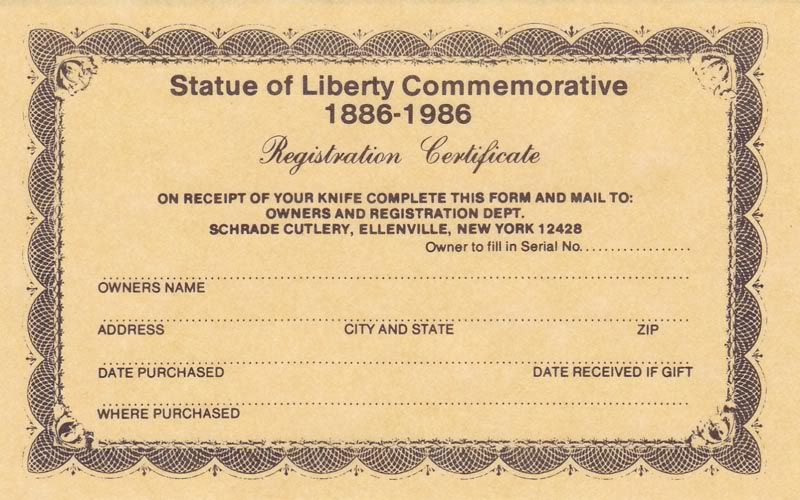 Statue of Liberty Commemorative
1886-1986
Registration Certificate
ON RECEIPT OF YOUR KNIFE COMPLETE THIS FORM AND MAIL TO:
OWNERS AND REGISTRATION DEPT.
SCHRADE CUTLERY, ELLENVILLE, NEW YORK 12428
Owner to fill in Serial No....................
OWNERS NAME
ADDRESS CITY AND STATE ZIP
DATE PURCHASED DATE RECEIVED IF GIFT
WHERE PURCHASED